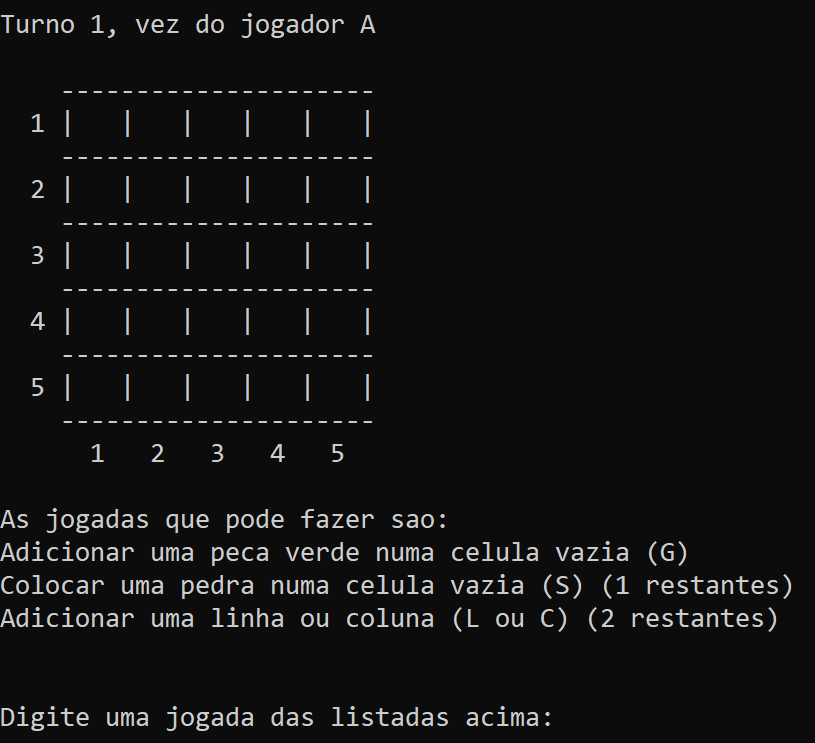 Turno 1, vez do jogador A
---------------------
1 |   |   |   |   |   |
---------------------
2 |   |   |   |   |   |
---------------------
3 |   |   |   |   |   |
---------------------
4 |   |   |   |   |   |
---------------------
5 |   |   |   |   |   |
---------------------
1   2   3   4   5
As jogadas que pode fazer sao:
Adicionar uma peca verde numa celula vazia (G)
Colocar uma pedra numa celula vazia (S) (1 restantes)
Adicionar uma linha ou coluna (L ou C) (2 restantes)
Digite uma jogada das listadas acima: